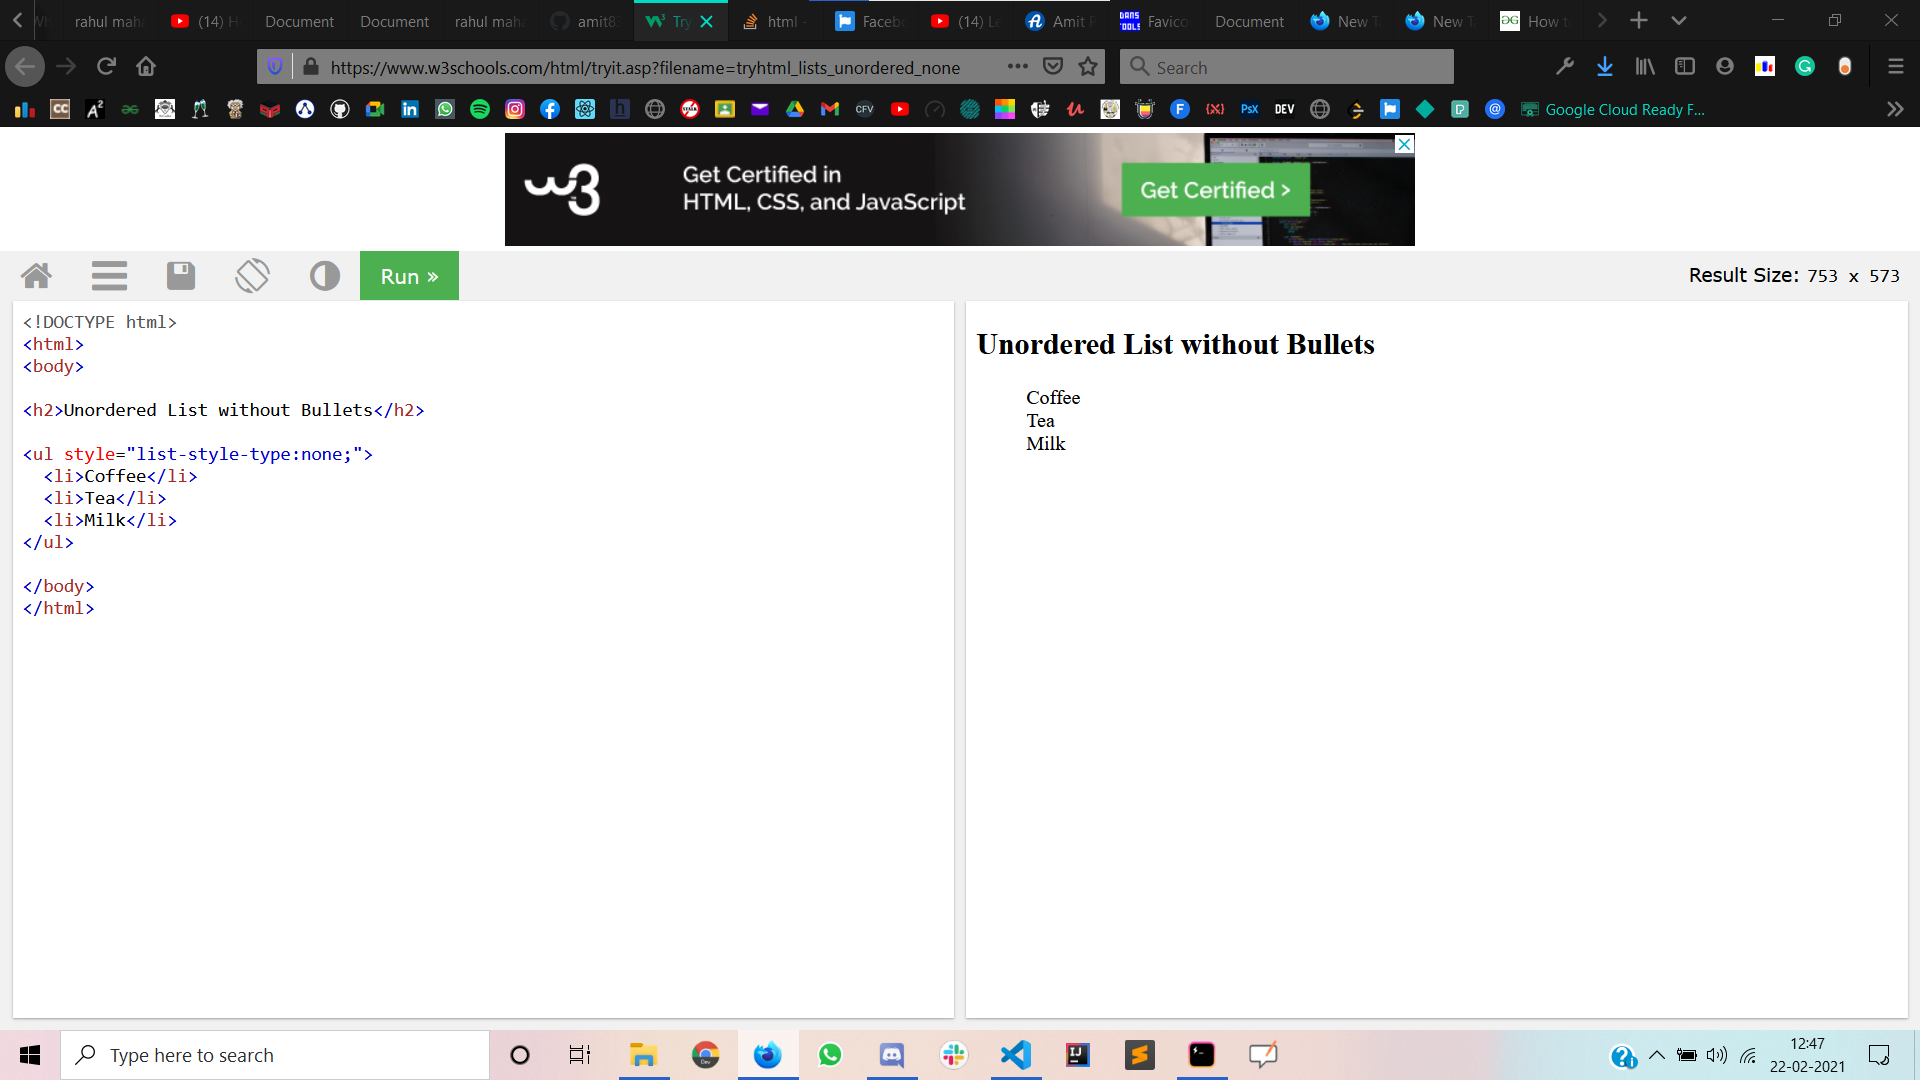 rahul maha
(14) H
Document
Document
rahul maha
amit83
Try
html -
Faceb
(14) Le
Amit P
Favico
Document
New T
New T
How t
https://www.w3schools.com/html/tryit.asp?filename=tryhtml_lists_unordered_none
Search
Google Cloud Ready F...
Get Certified in
HTML, CSS, and JavaScript
Get Certified >
Run »
Result Size: 753 x 573
<!DOCTYPE html>
<html>
<body>
<h2>Unordered List without Bullets</h2>
<ul style="list-style-type:none;">
<li>Coffee</li>
<li>Tea</li>
<li>Milk</li>
</ul>
</body>
</html>
Unordered List without Bullets
Coffee
Tea
Milk
Type here to search
12:47
22-02-2021